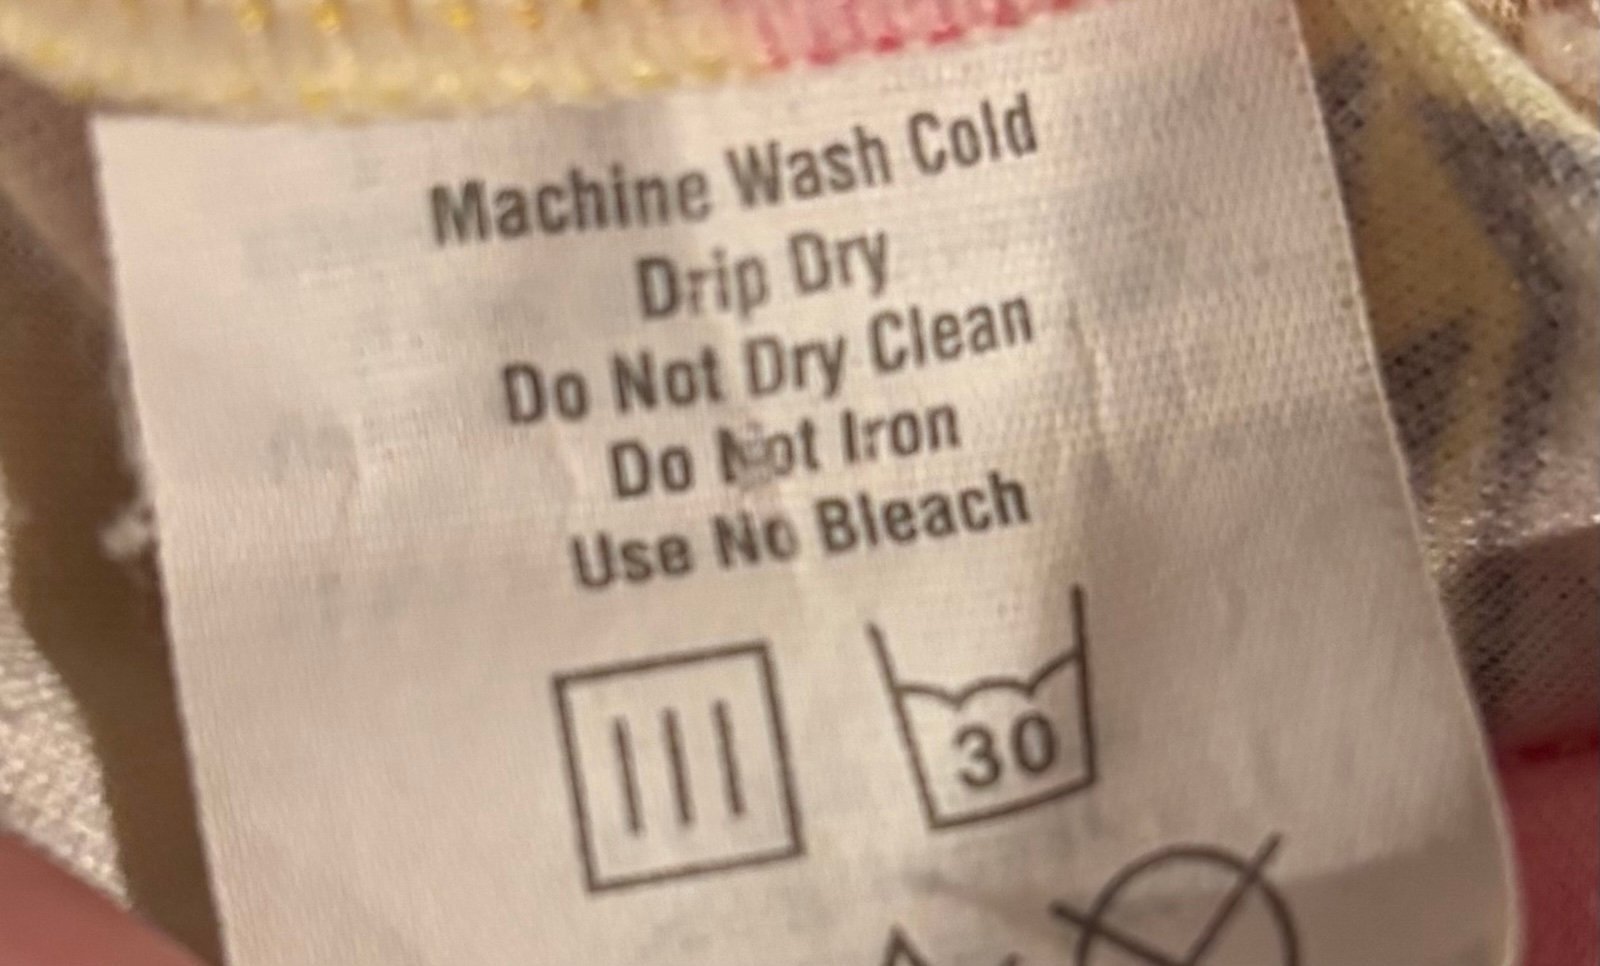 Machine Wash Cold
Drip Dry
Do Not Dry Clean
Do Not Iron
Use No Bleach
30